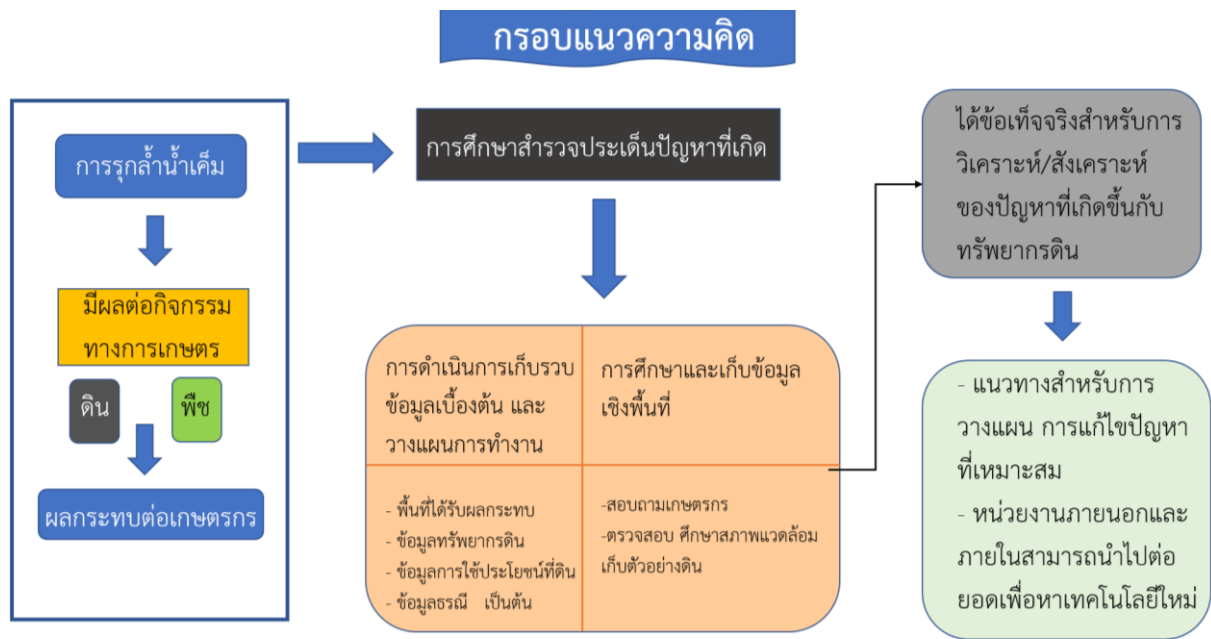 กรอบแนวความคิด
การรุกล้ำน้ำเค็ม
มีผลต่อกิจกรรม
ทางการเกษตร
ดิน
พืช
ผลกระทบต่อเกษตรกร
การศึกษาสำรวจประเด็นปัญหาที่เกิด
การดำเนินการเก็บรวบ
ข้อมูลเบื้องต้น และ
วางแผนการทำงาน
การศึกษาและเก็บข้อมูล
เชิงพื้นที่
- พื้นที่ได้รับผลกระทบ
- ข้อมูลทรัพยากรดิน
- ข้อมูลการใช้ประโยชน์ที่ดิน
- ข้อมูลธรณี เป็นต้น
-สอบถามเกษตรกร
-ตรวจสอบ ศึกษาสภาพแวดล้อม
เก็บตัวอย่างดิน
ได้ข้อเท็จจริงสำหรับการ
วิเคราะห์/สังเคราะห์
ของปัญหาที่เกิดขึ้นกับ
ทรัพยากรดิน
- แนวทางสำหรับการ
วางแผน การแก้ไขปัญหา
ที่เหมาะสม
- หน่วยงานภายนอกและ
ภายในสามารถนำไปต่อ
ยอดเพื่อหาเทคโนโลยีใหม่